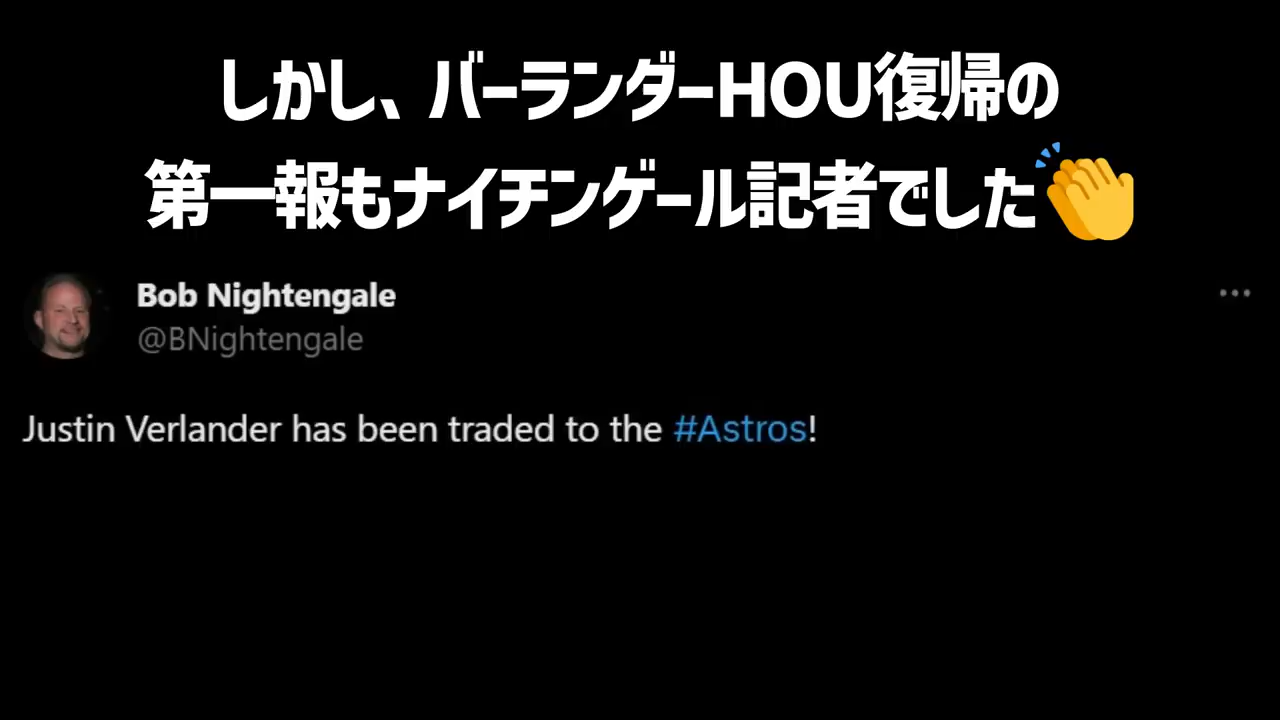 しかし、バーランダーHOU復帰の
第一報もナイチンゲール記者でした👏
Bob Nightengale
@BNightengale
Justin Verlander has been traded to the #Astros!